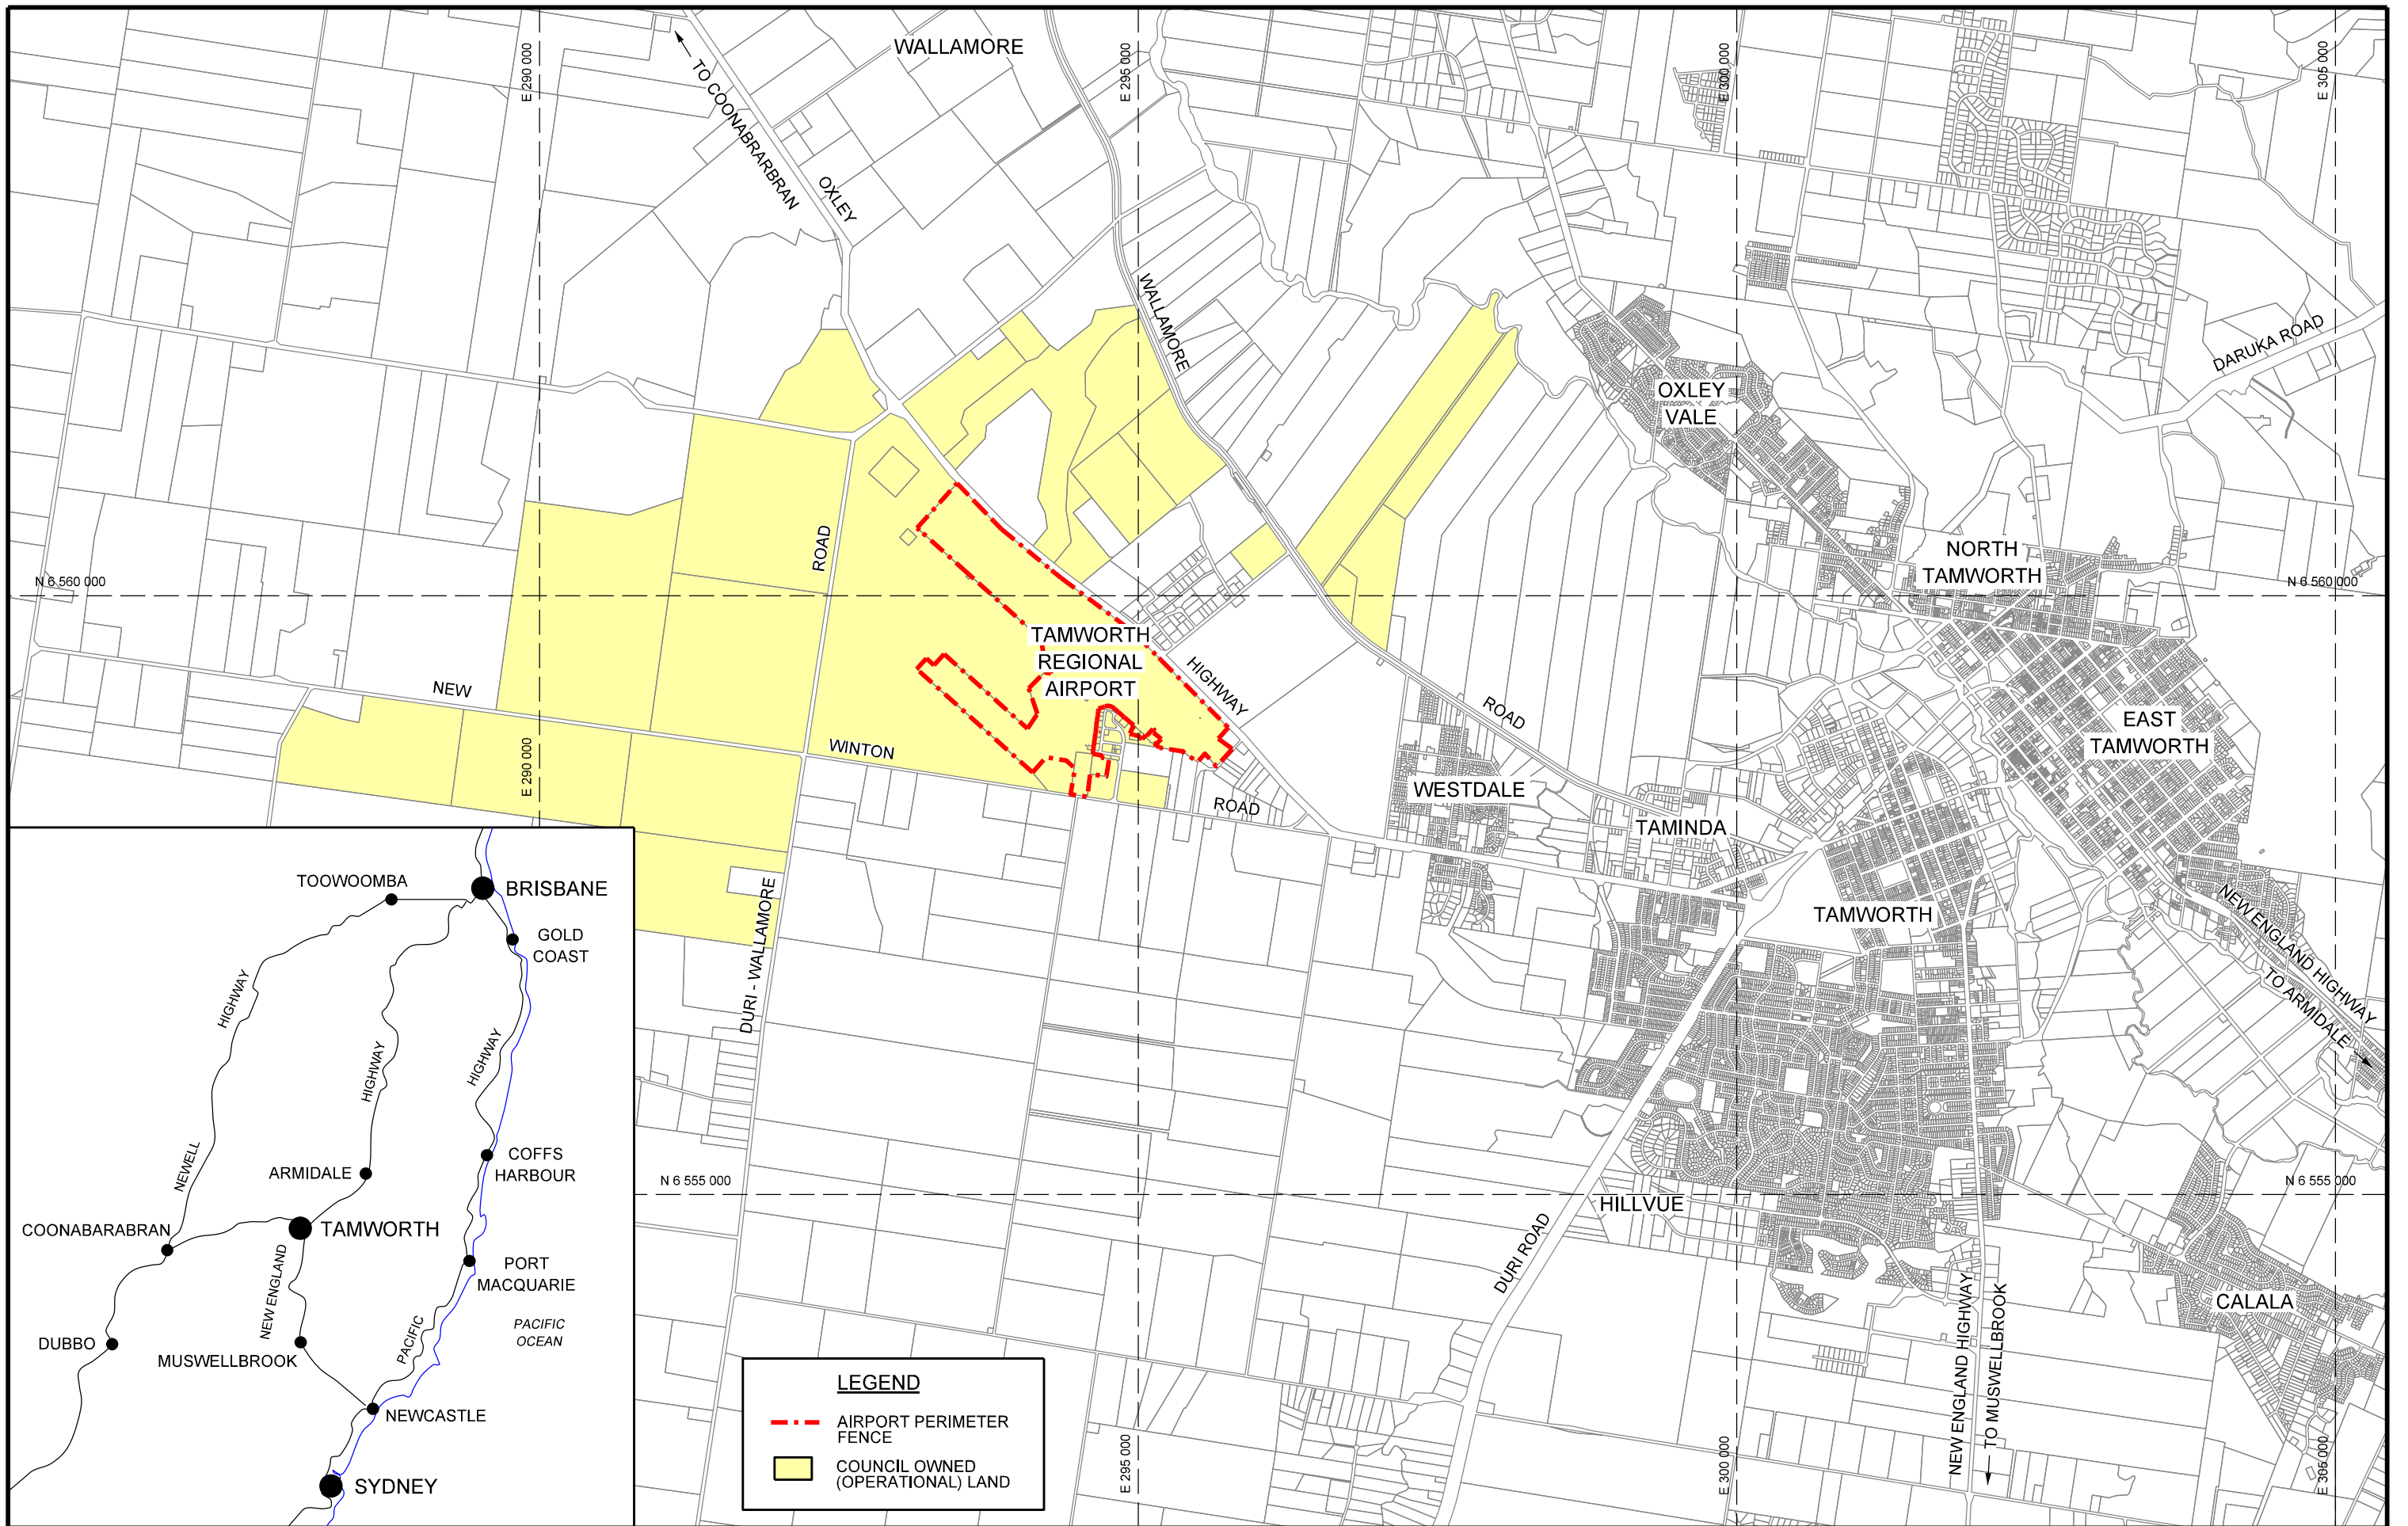 WALLAMORE
E 290 000
E 295 000
E 300 000
E 305 000
TO COONABRARBRAN
OXLEY
WALLAMORE
DARUKA ROAD
OXLEY
VALE
ROAD
NORTH
TAMWORTH
N 6 560 000
N 6 560 000
TAMWORTH
REGIONAL
AIRPORT
HIGHWAY
NEW
WINTON
ROAD
ROAD
EAST
TAMWORTH
E 290 000
WESTDALE
TAMINDA
TAMWORTH
DURI - WALLAMORE
NEW ENGLAND HIGHWAY
TO ARMIDALE
N 6 555 000
N 6 555 000
HILLVUE
DURI ROAD
NEW ENGLAND HIGHWAY
TO MUSWELLBROOK
CALALA
E 295 000
E 300 000
E 305 000
TOOWOOMBA
BRISBANE
GOLD
COAST
HIGHWAY
HIGHWAY
HIGHWAY
NEWELL
ARMIDALE
COFFS
HARBOUR
COONABARABRAN
TAMWORTH
NEW ENGLAND
PORT
MACQUARIE
PACIFIC
OCEAN
PACIFIC
DUBBO
MUSWELLBROOK
NEWCASTLE
SYDNEY
LEGEND
AIRPORT PERIMETER
FENCE
COUNCIL OWNED
(OPERATIONAL) LAND